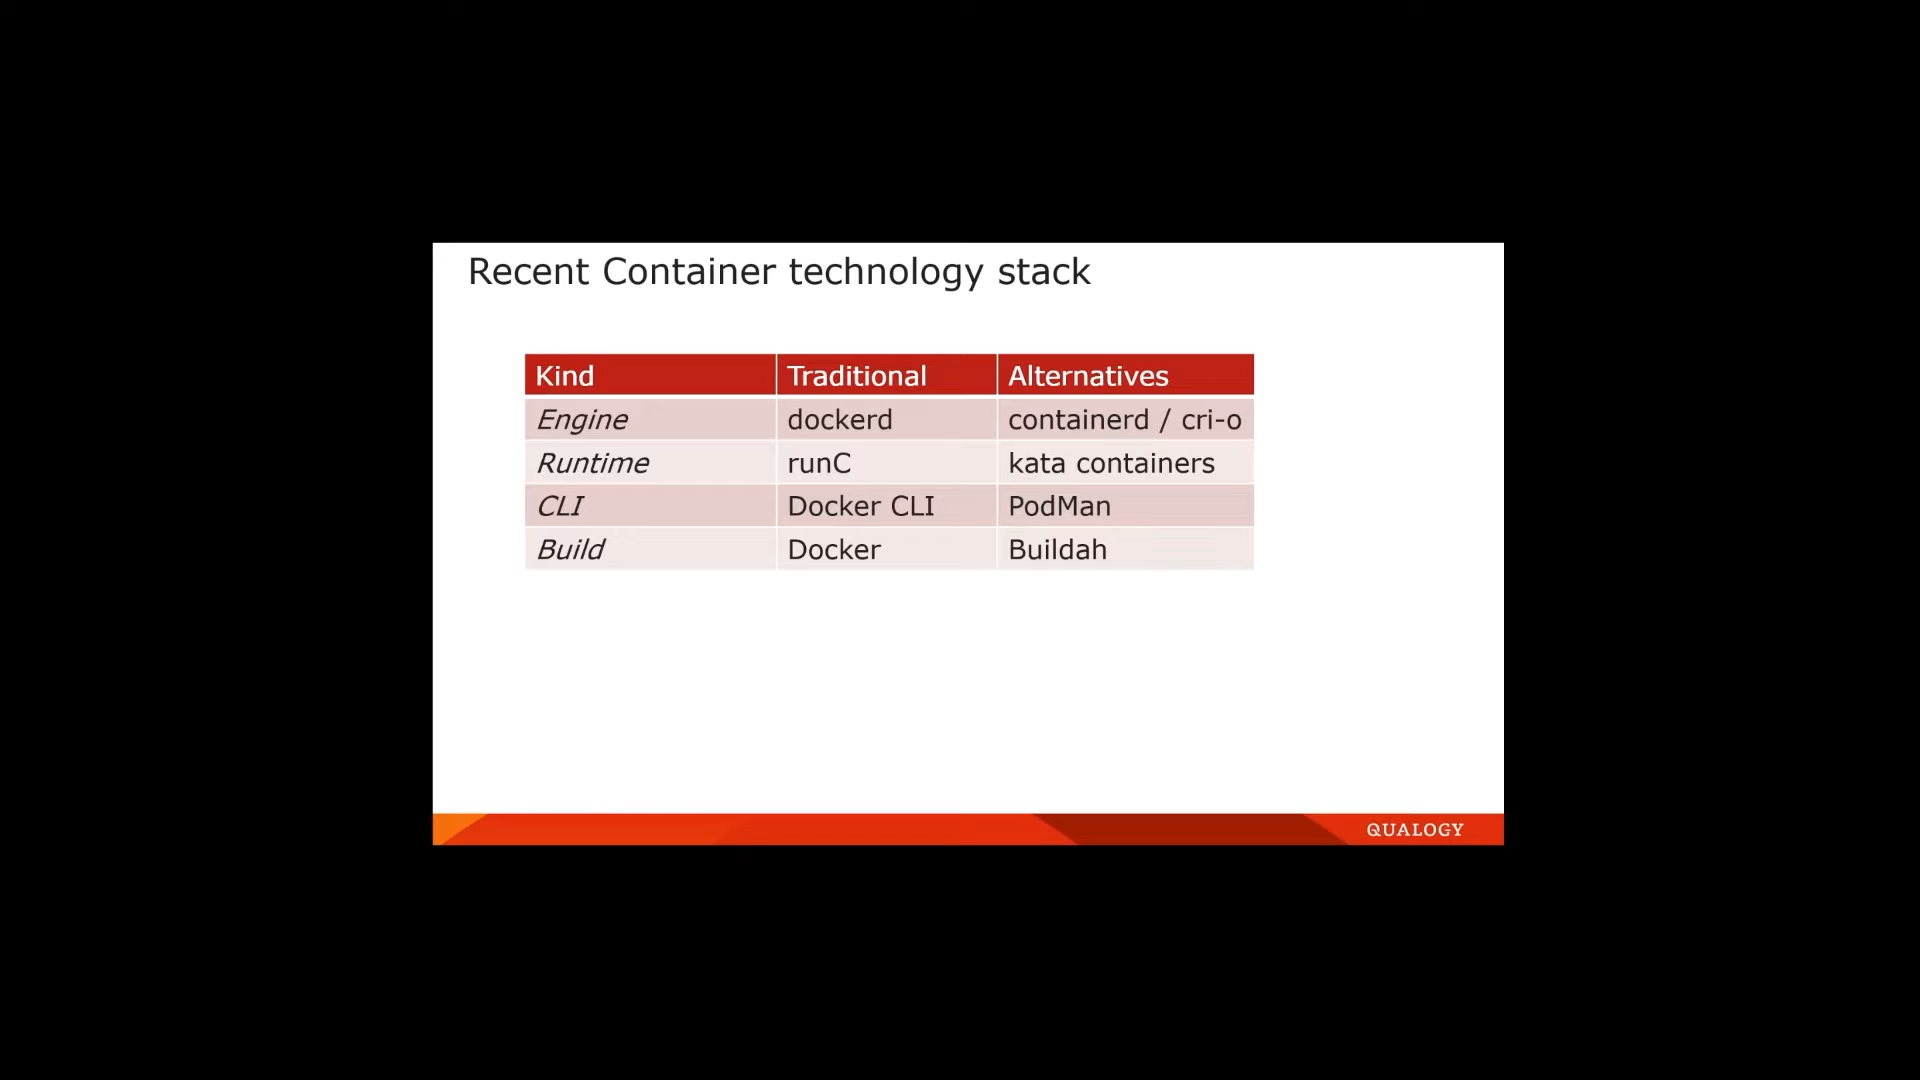 Recent Container technology stack
Kind Traditional Alternatives
Engine dockerd containerd / cri-o
Runtime runC kata containers
CLI Docker CLI PodMan
Build Docker Buildah
QUALOGY